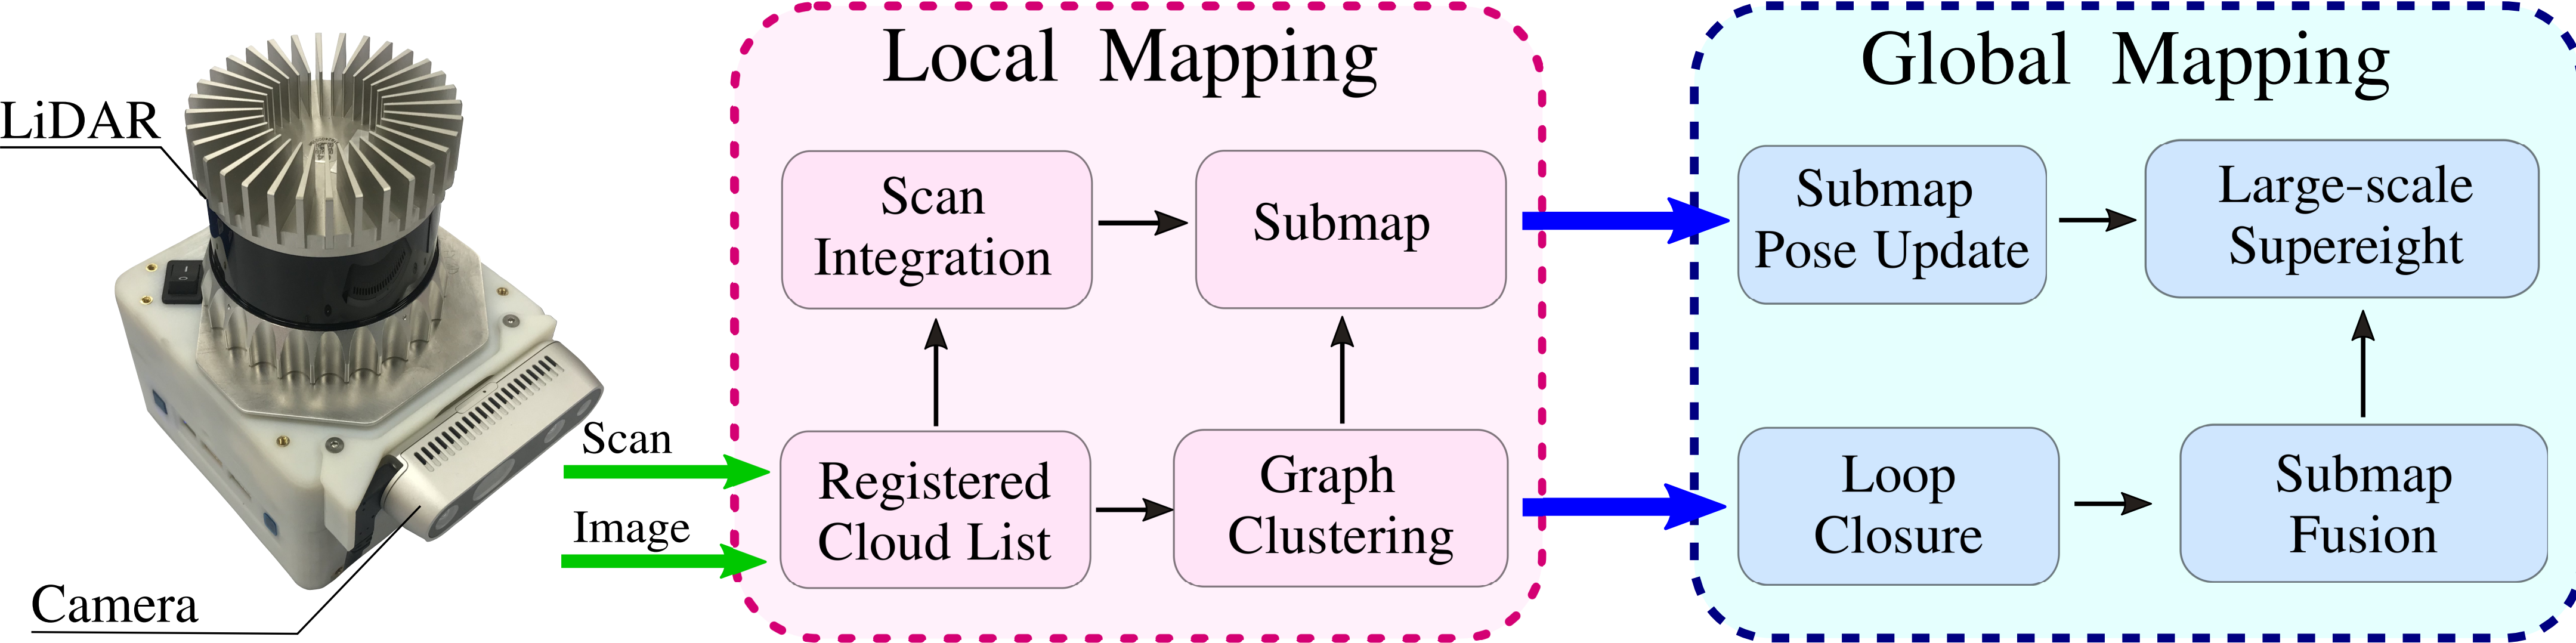 LiDAR
Camera
Scan
Image
Local Mapping
Scan
Integration
Submap
Registered
Cloud List
Graph
Clustering
Global Mapping
Submap
Pose Update
Large-scale
Supereight
Loop
Closure
Submap
Fusion